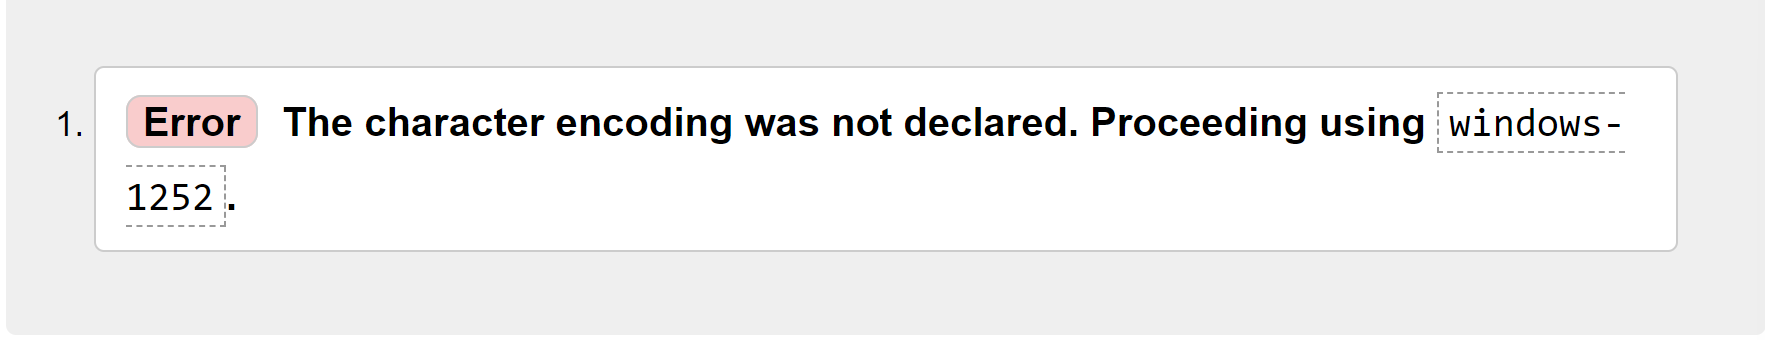 1. Error The character encoding was not declared. Proceeding using windows-
1252.